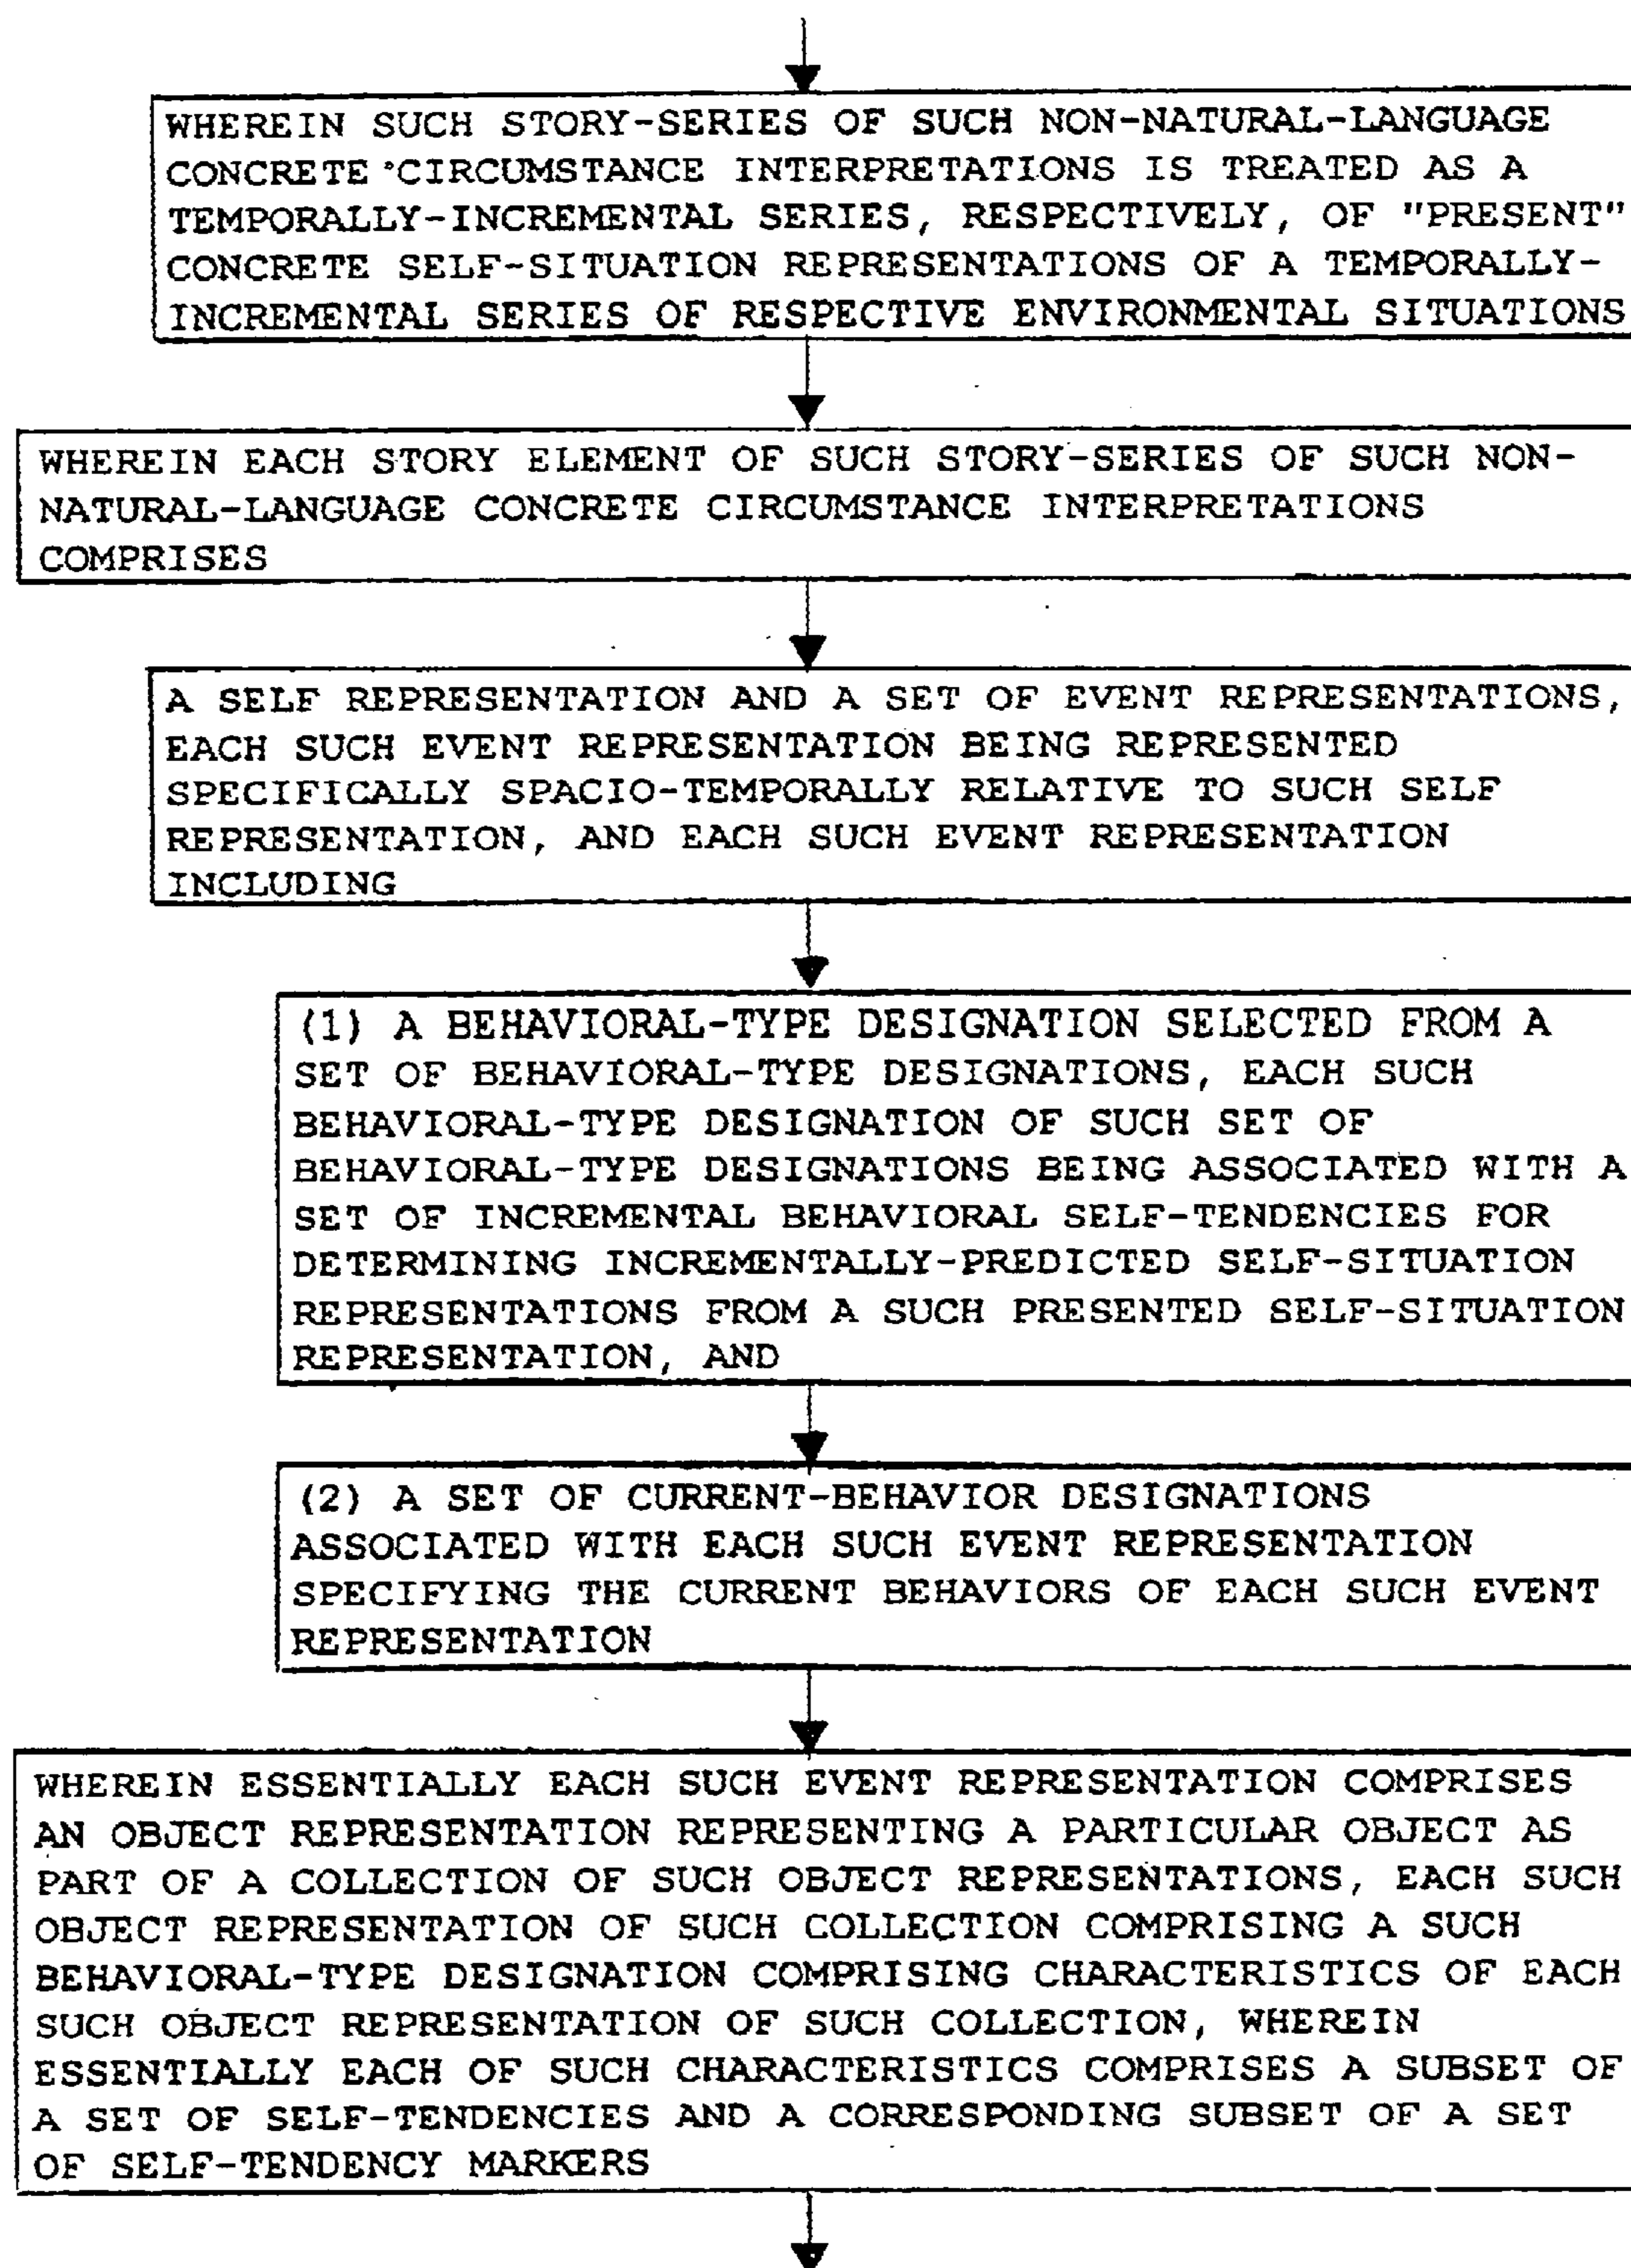 WHEREIN SUCH STORY-SERIES OF SUCH NON-NATURAL-LANGUAGE
CONCRETE CIRCUMSTANCE INTERPRETATIONS IS TREATED AS A
TEMPORALLY-INCREMENTAL SERIES, RESPECTIVELY, OF "PRESENT"
CONCRETE SELF-SITUATION REPRESENTATIONS OF A TEMPORALLY-
INCREMENTAL SERIES OF RESPECTIVE ENVIRONMENTAL SITUATIONS
WHEREIN EACH STORY ELEMENT OF SUCH STORY-SERIES OF SUCH NON-
NATURAL-LANGUAGE CONCRETE CIRCUMSTANCE INTERPRETATIONS
COMPRISES
A SELF REPRESENTATION AND A SET OF EVENT REPRESENTATIONS,
EACH SUCH EVENT REPRESENTATION BEING REPRESENTED
SPECIFICALLY SPACIO-TEMPORALLY RELATIVE TO SUCH SELF
REPRESENTATION, AND EACH SUCH EVENT REPRESENTATION
INCLUDING
(1) A BEHAVIORAL-TYPE DESIGNATION SELECTED FROM A
SET OF BEHAVIORAL-TYPE DESIGNATIONS, EACH SUCH
BEHAVIORAL-TYPE DESIGNATION OF SUCH SET OF
BEHAVIORAL-TYPE DESIGNATIONS BEING ASSOCIATED WITH A
SET OF INCREMENTAL BEHAVIORAL SELF-TENDENCIES FOR
DETERMINING INCREMENTALLY-PREDICTED SELF-SITUATION
REPRESENTATIONS FROM A SUCH PRESENTED SELF-SITUATION
REPRESENTATION, AND
(2) A SET OF CURRENT-BEHAVIOR DESIGNATIONS
ASSOCIATED WITH EACH SUCH EVENT REPRESENTATION
SPECIFYING THE CURRENT BEHAVIORS OF EACH SUCH EVENT
REPRESENTATION
WHEREIN ESSENTIALLY EACH SUCH EVENT REPRESENTATION COMPRISES
AN OBJECT REPRESENTATION REPRESENTING A PARTICULAR OBJECT AS
PART OF A COLLECTION OF SUCH OBJECT REPRESENTATIONS, EACH SUCH
OBJECT REPRESENTATION OF SUCH COLLECTION COMPRISING A SUCH
BEHAVIORAL-TYPE DESIGNATION COMPRISING CHARACTERISTICS OF EACH
SUCH OBJECT REPRESENTATION OF SUCH COLLECTION, WHEREIN
ESSENTIALLY EACH OF SUCH CHARACTERISTICS COMPRISES A SUBSET OF
A SET OF SELF-TENDENCIES AND A CORRESPONDING SUBSET OF A SET
OF SELF-TENDENCY MARKERS